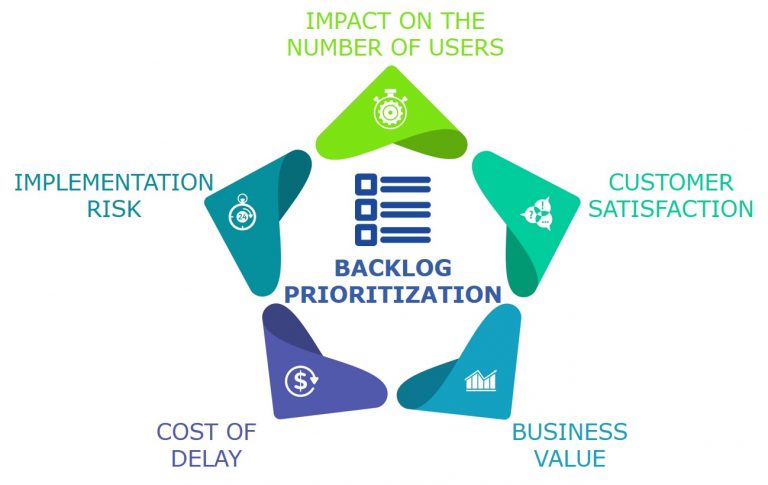 IMPACT ON THE
NUMBER OF USERS
IMPLEMENTATION
RISK
24
?
!
...
CUSTOMER
SATISFACTION
BACKLOG
PRIORITIZATION
$
COST OF
DELAY
BUSINESS
VALUE